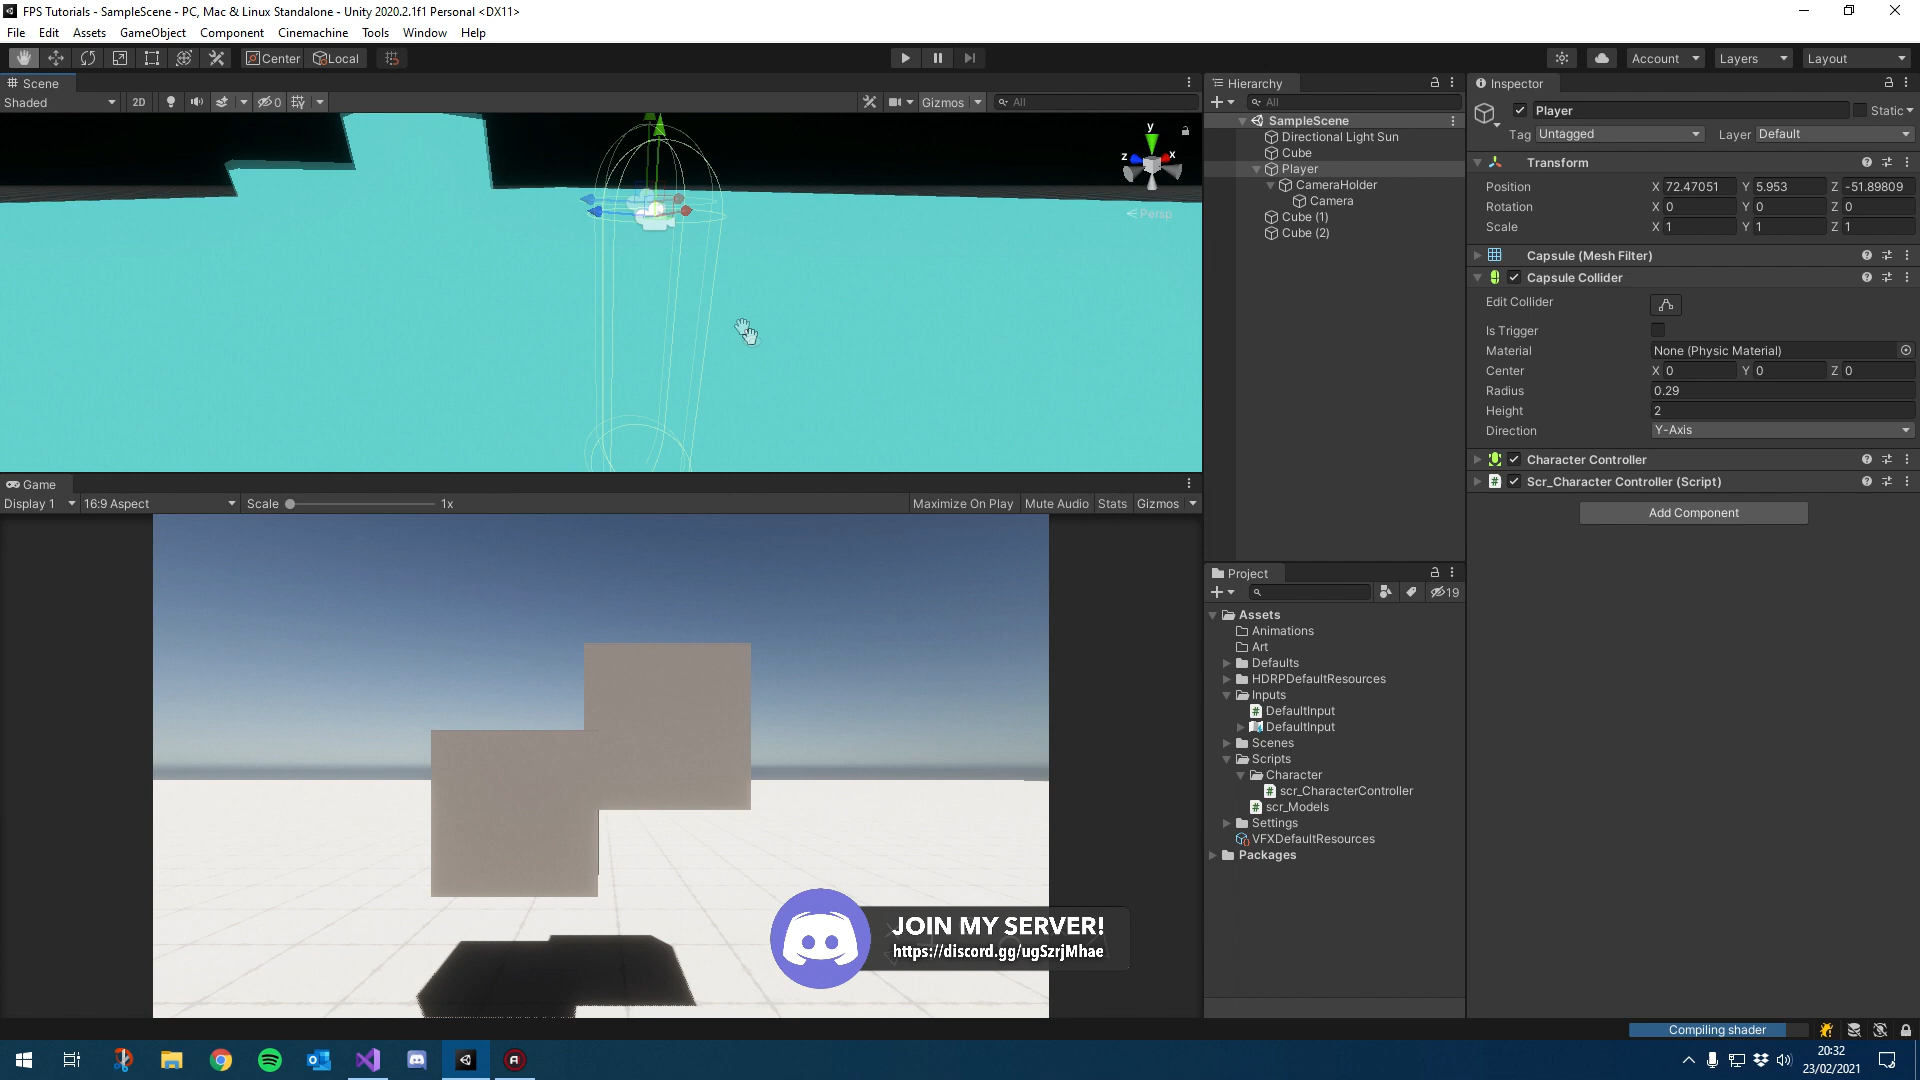 FPS Tutorials - SampleScene - PC, Mac & Linux Standalone - Unity 2020.2.1f1 Personal <DX11>
File Edit Assets GameObject Component Cinemachine Tools Window Help
Center Local Account Layers Layout
Scene
Shaded 2D 0 Gizmos All
y
z x
Persp
Game
Display 1 16:9 Aspect Scale 1x Maximize On Play Mute Audio Stats Gizmos
JOIN MY SERVER!
https://discord.gg/ugSzrjMhae
Hierarchy
All
SampleScene
Directional Light Sun
Cube
Player
CameraHolder
Camera
Cube (1)
Cube (2)
Project
19
Assets
Animations
Art
Defaults
HDRPDefaultResources
Inputs
DefaultInput
DefaultInput
Scenes
Scripts
Character
scr_CharacterController
scr_Models
Settings
VFXDefaultResources
Packages
Inspector
Player Static
Tag Untagged Layer Default
Transform
Position X 72.47051 Y 5.953 Z -51.89809
Rotation X 0 Y 0 Z 0
Scale X 1 Y 1 Z 1
Capsule (Mesh Filter)
Capsule Collider
Edit Collider
Is Trigger
Material None (Physic Material)
Center X 0 Y 0 Z 0
Radius 0.29
Height 2
Direction Y-Axis
Character Controller
Scr_Character Controller (Script)
Add Component
Compiling shader
20:32
23/02/2021